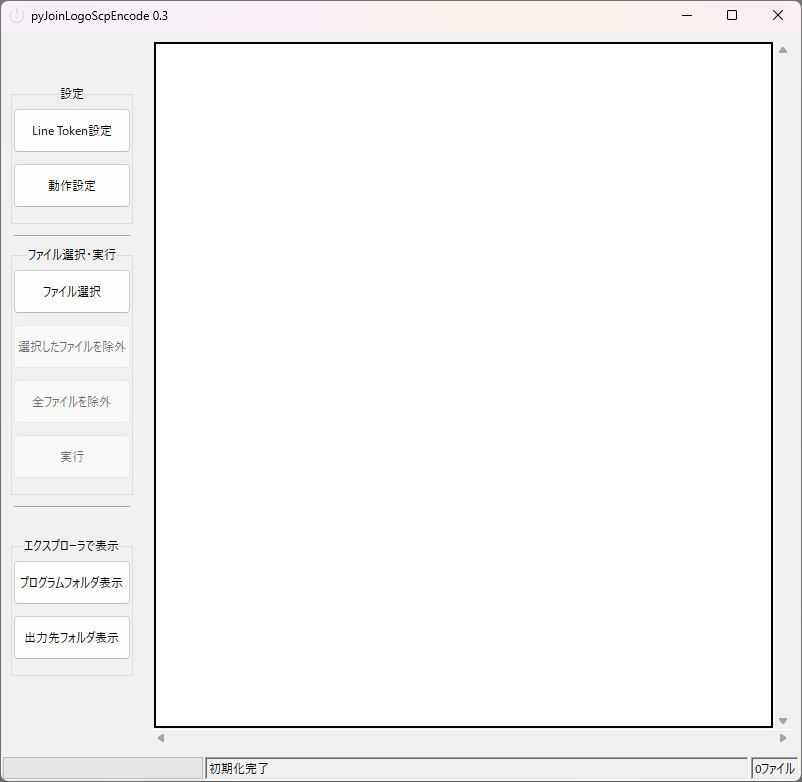 pyJoinLogoScpEncode 0.3
設定
Line Token設定
動作設定
ファイル選択・実行
ファイル選択
選択したファイルを除外
全ファイルを除外
実行
エクスプローラで表示
プログラムフォルダ表示
出力先フォルダ表示
初期化完了
0ファイル